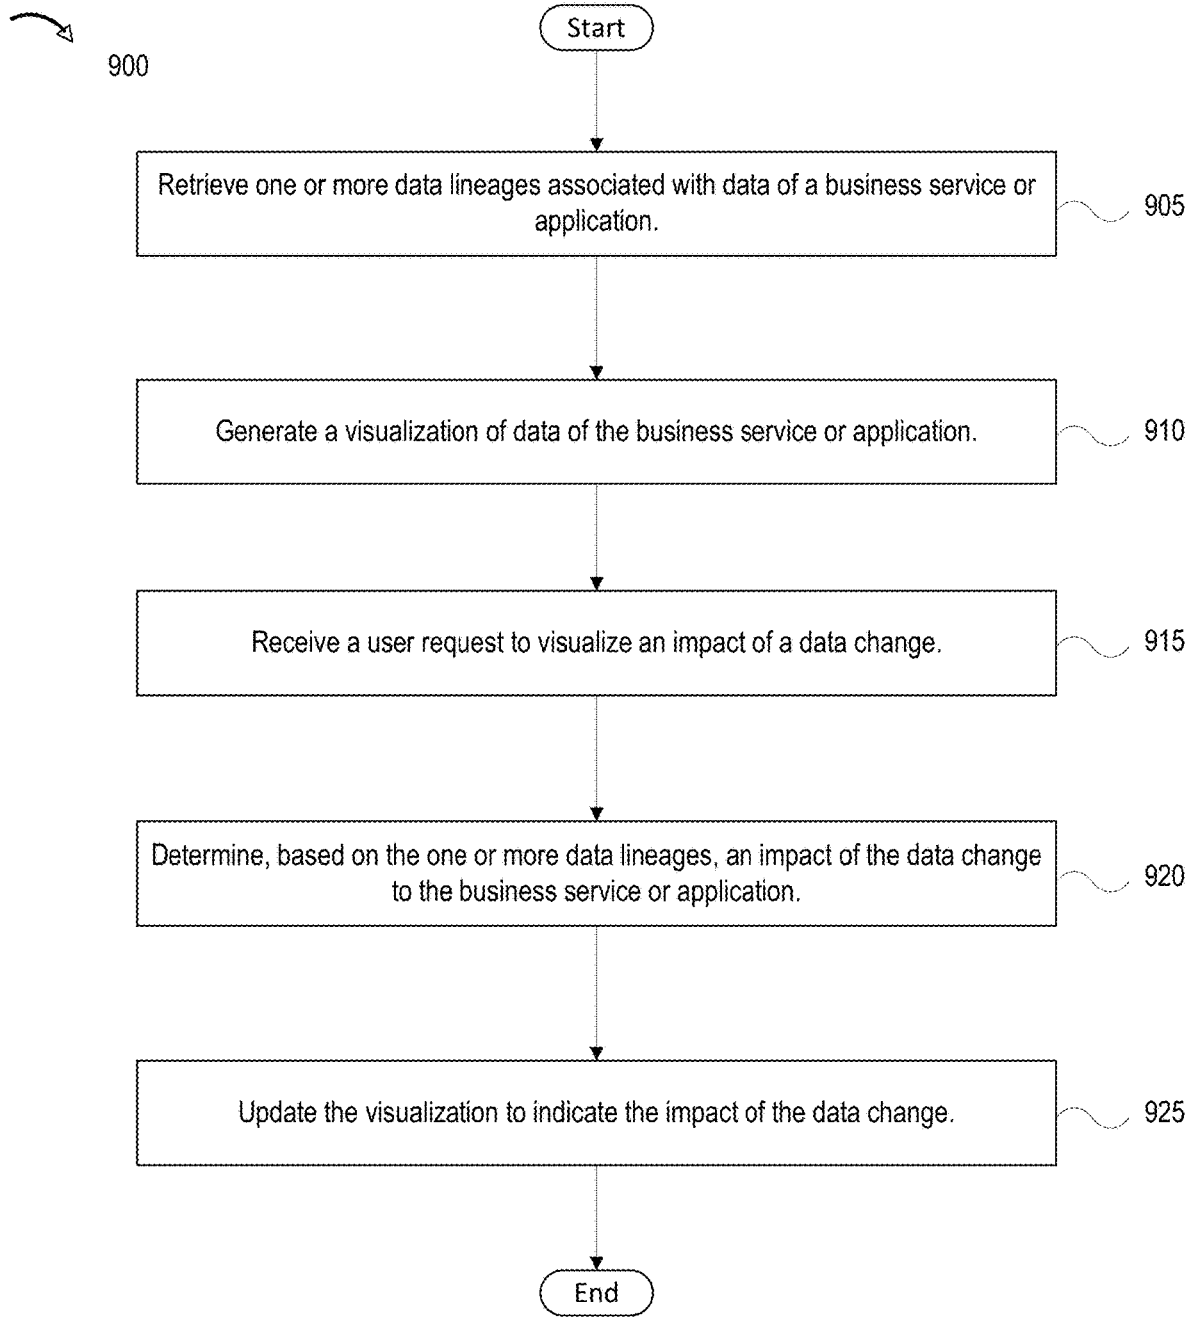 900
Start
Retrieve one or more data lineages associated with data of a business service or
application.
905
Generate a visualization of data of the business service or application.
910
Receive a user request to visualize an impact of a data change.
915
Determine, based on the one or more data lineages, an impact of the data change
to the business service or application.
920
Update the visualization to indicate the impact of the data change.
925
End